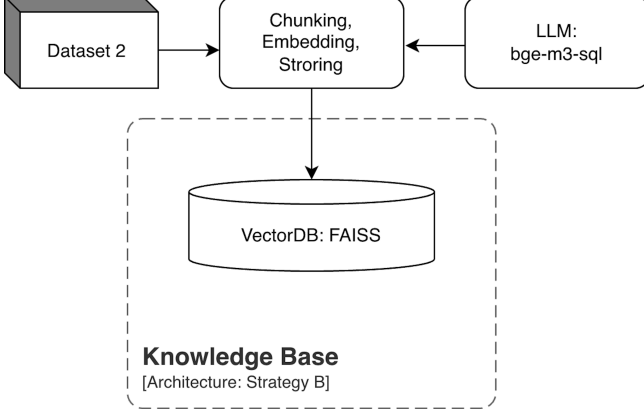 Dataset 2
Chunking,
Embedding,
Stroring
LLM:
bge-m3-sql
VectorDB: FAISS
Knowledge Base
[Architecture: Strategy B]